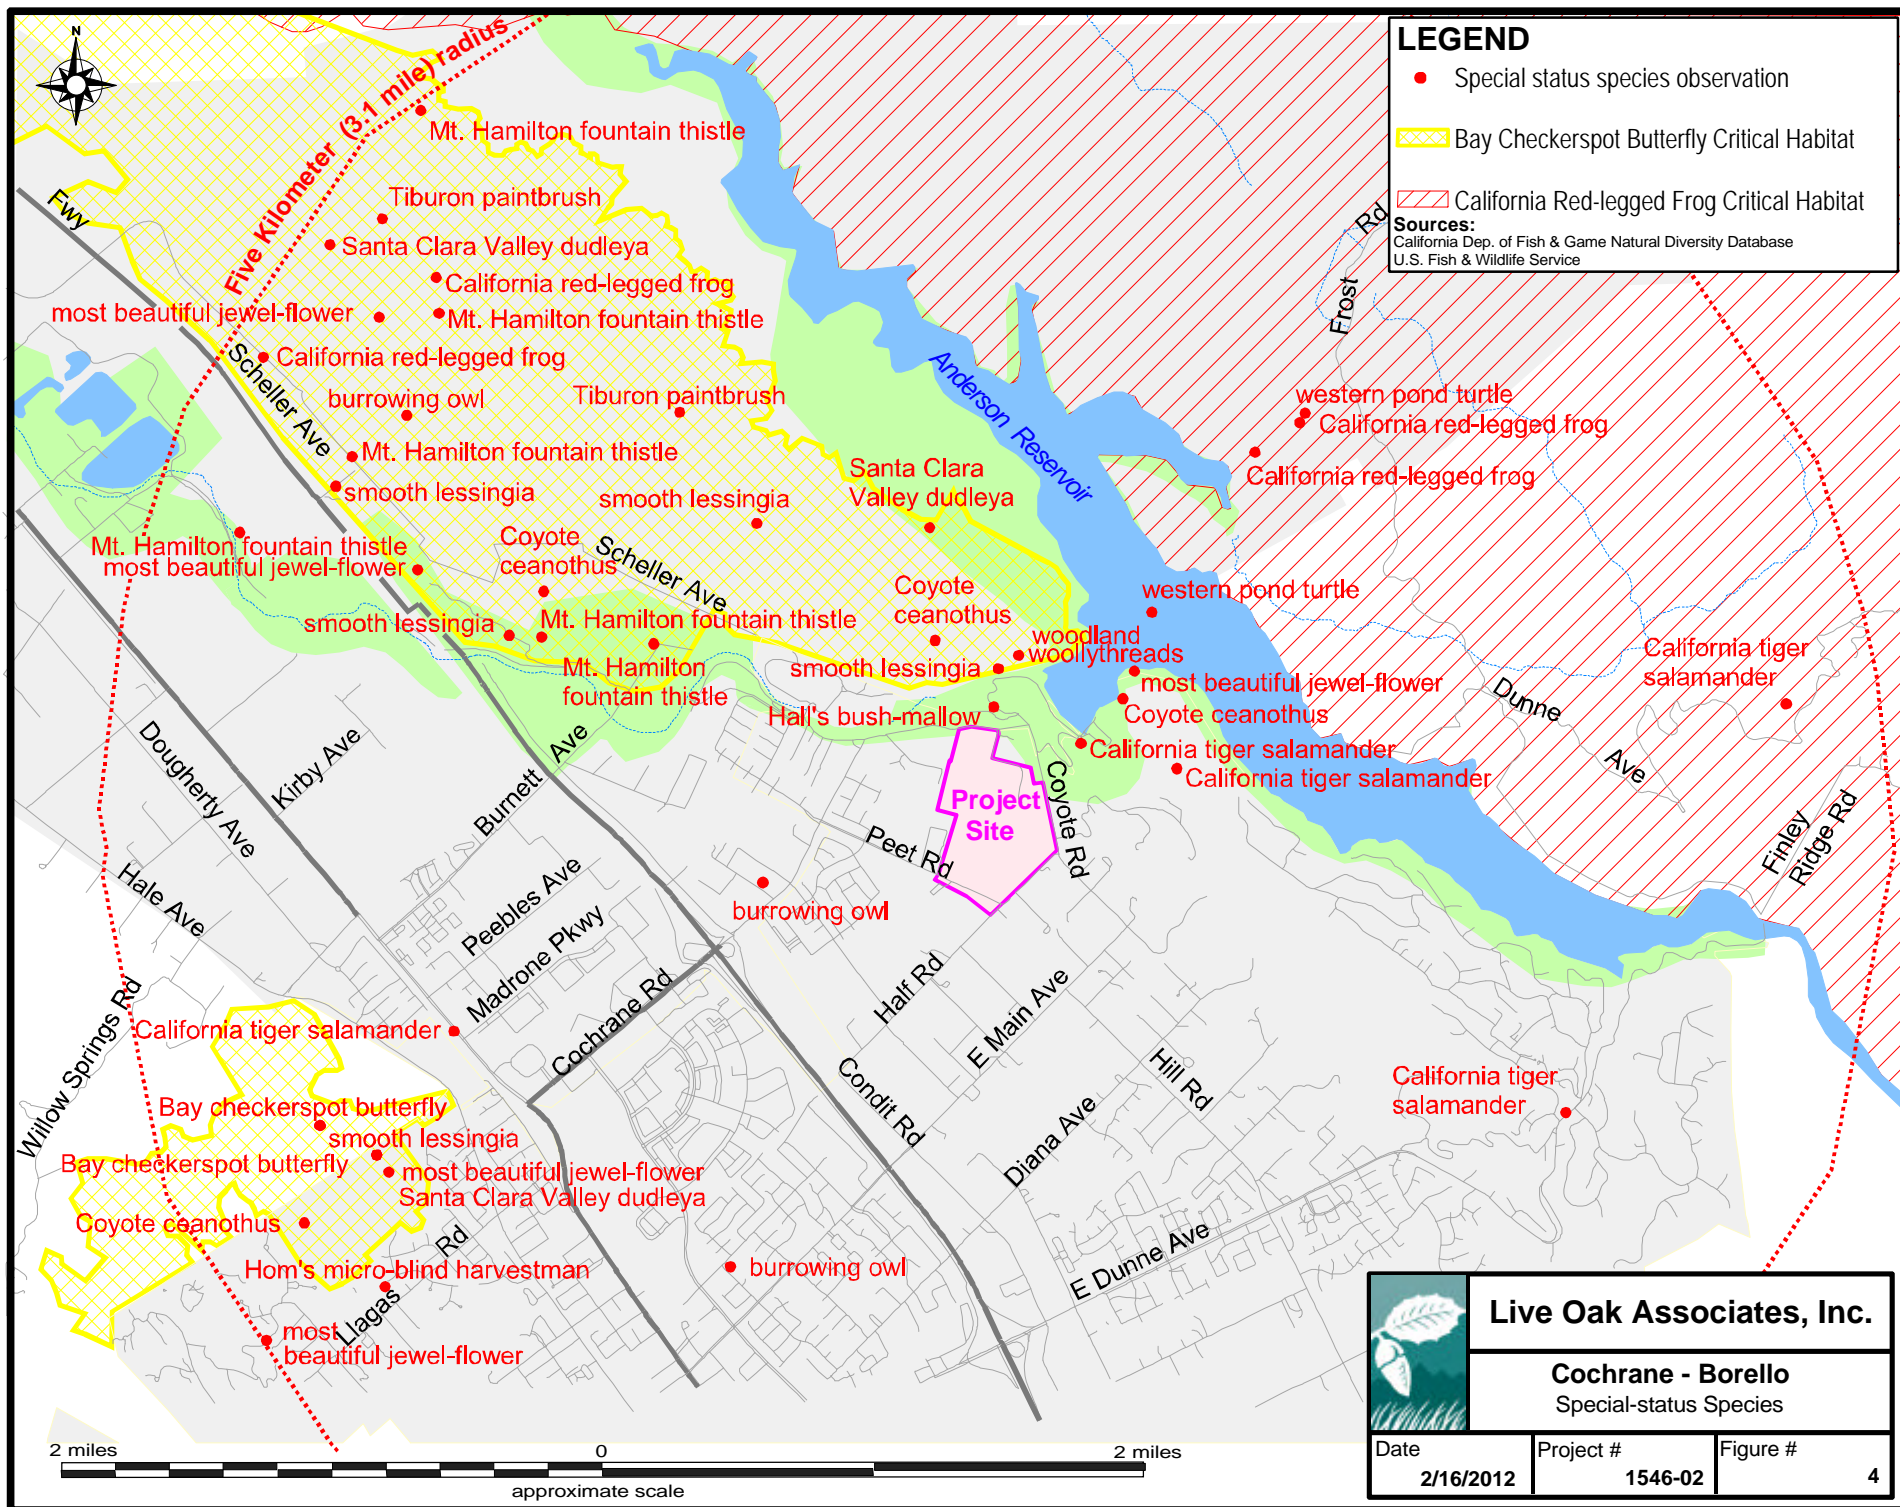 N
Five Kilometer (3.1 mile) radius
LEGEND
Special status species observation
Bay Checkerspot Butterfly Critical Habitat
California Red-legged Frog Critical Habitat
Sources:
California Dep. of Fish & Game Natural Diversity Database
U.S. Fish & Wildlife Service
Mt. Hamilton fountain thistle
Tiburon paintbrush
Fwy
Santa Clara Valley dudleya
Rd
Frost
California red-legged frog
most beautiful jewel-flower
Mt. Hamilton fountain thistle
California red-legged frog
Scheller Ave
burrowing owl
Tiburon paintbrush
Anderson Reservoir
western pond turtle
California red-legged frog
Mt. Hamilton fountain thistle
Santa Clara
Valley dudleya
California red-legged frog
smooth lessingia
smooth lessingia
Mt. Hamilton fountain thistle
most beautiful jewel-flower
Coyote
ceanothus
Scheller Ave
Coyote
ceanothus
western pond turtle
smooth lessingia
Mt. Hamilton fountain thistle
woodland
woollythreads
California tiger
salamander
Mt. Hamilton
fountain thistle
smooth lessingia
most beautiful jewel-flower
Coyote ceanothus
Hall's bush-mallow
Dunne
Ave
California tiger salamander
California tiger salamander
Dougherty Ave
Kirby Ave
Burnett Ave
Project
Site
Coyote Rd
Peet Rd
Finley
Ridge Rd
Hale Ave
Peebles Ave
burrowing owl
Madrone Pkwy
Half Rd
Cochrane Rd
E Main Ave
Willow Springs Rd
California tiger salamander
Condit Rd
Hill Rd
Diana Ave
California tiger
salamander
Bay checkerspot butterfly
smooth lessingia
Bay checkerspot butterfly
most beautiful jewel-flower
Santa Clara Valley dudleya
Coyote ceanothus
Llagas Rd
Hom's micro-blind harvestman
burrowing owl
E Dunne Ave
most
beautiful jewel-flower
Live Oak Associates, Inc.
Cochrane - Borello
Special-status Species
Date
2/16/2012
Project #
1546-02
Figure #
4
2 miles 0 2 miles
approximate scale